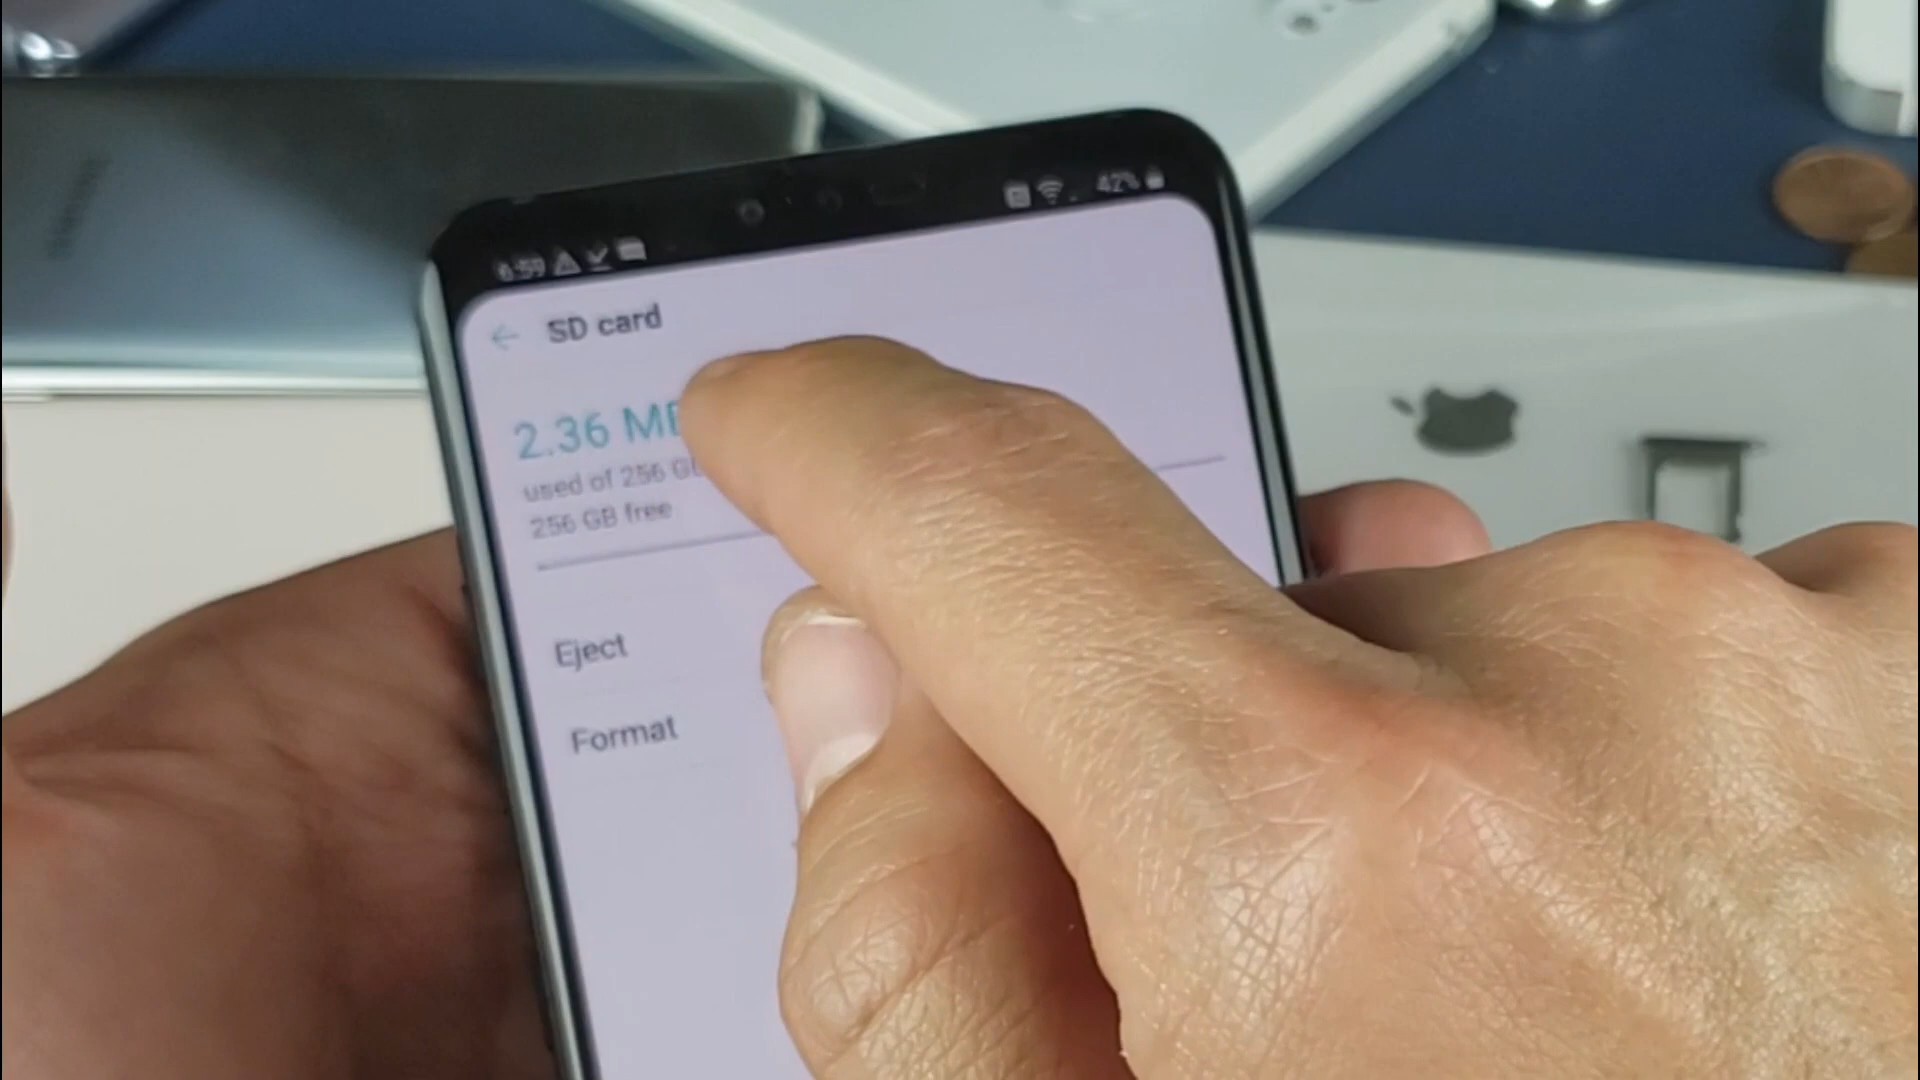 6:59 42%
SD card
2.36 MB
used of 256 GB
256 GB free
Eject
Format